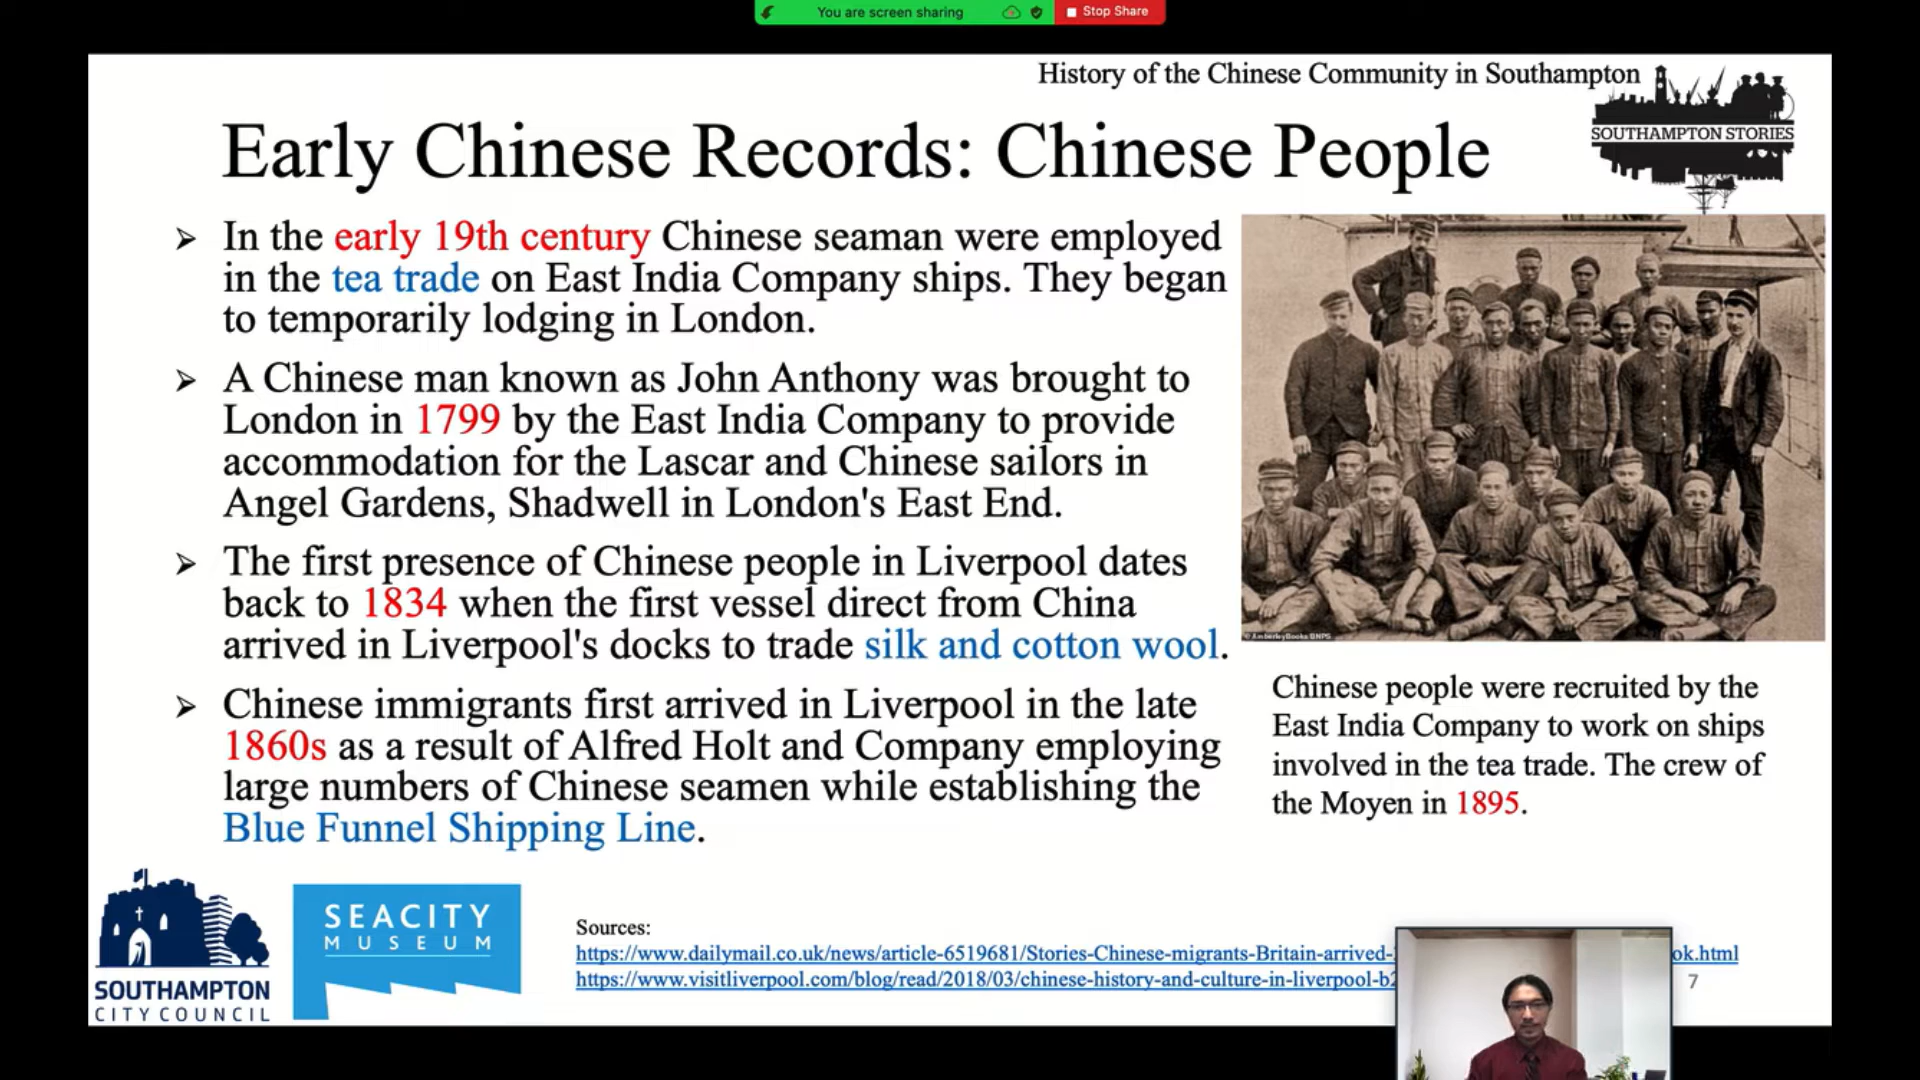 You are screen sharing
Stop Share
History of the Chinese Community in Southampton
SOUTHAMPTON STORIES
Early Chinese Records: Chinese People
➢ In the early 19th century Chinese seaman were employed
in the tea trade on East India Company ships. They began
to temporarily lodging in London.
➢ A Chinese man known as John Anthony was brought to
London in 1799 by the East India Company to provide
accommodation for the Lascar and Chinese sailors in
Angel Gardens, Shadwell in London's East End.
➢ The first presence of Chinese people in Liverpool dates
back to 1834 when the first vessel direct from China
arrived in Liverpool's docks to trade silk and cotton wool.
➢ Chinese immigrants first arrived in Liverpool in the late
1860s as a result of Alfred Holt and Company employing
large numbers of Chinese seamen while establishing the
Blue Funnel Shipping Line.
© AmberleyBooks/BNPS
Chinese people were recruited by the
East India Company to work on ships
involved in the tea trade. The crew of
the Moyen in 1895.
SOUTHAMPTON
CITY COUNCIL
SEACITY
MUSEUM
Sources:
https://www.dailymail.co.uk/news/article-6519681/Stories-Chinese-migrants-Britain-arrived- ok.html
https://www.visitliverpool.com/blog/read/2018/03/chinese-history-and-culture-in-liverpool-b2
7